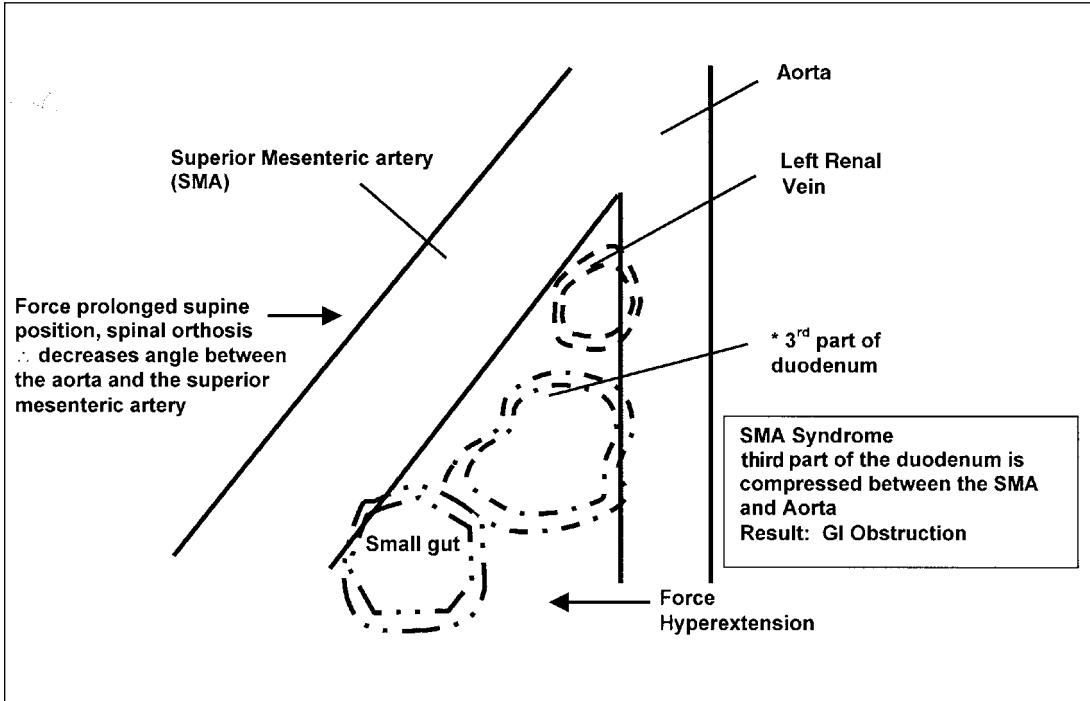 Aorta
Superior Mesenteric artery
(SMA)
Left Renal
Vein
Force prolonged supine
position, spinal orthosis
∴ decreases angle between
the aorta and the superior
mesenteric artery
* 3rd part of
duodenum
SMA Syndrome
third part of the duodenum is
compressed between the SMA
and Aorta
Result: GI Obstruction
Small gut
Force
Hyperextension